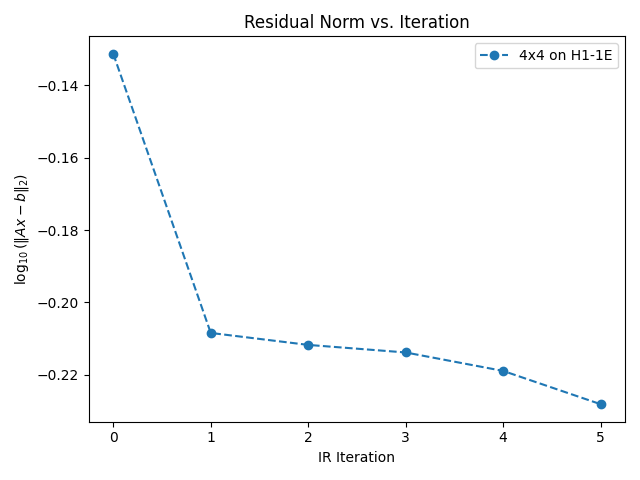 Residual Norm vs. Iteration
4x4 on H1-1E
−0.14
−0.16
−0.18
−0.20
−0.22
log₁₀(‖Ax − b‖₂)
0 1 2 3 4 5
IR Iteration